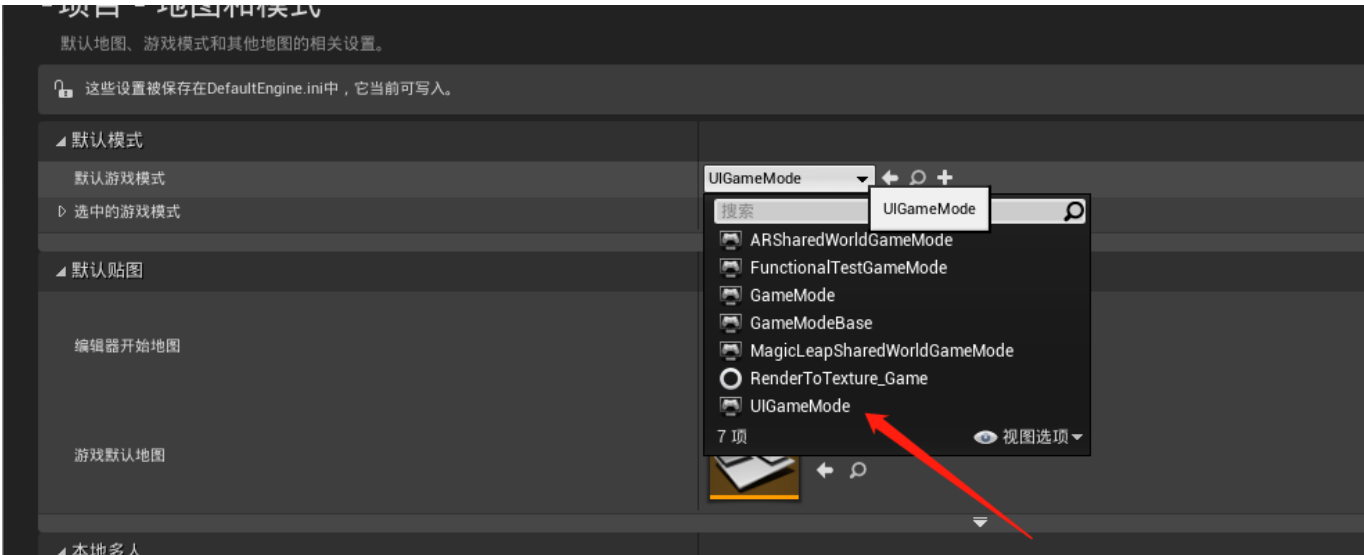 项目 - 地图和模式
默认地图、游戏模式和其他地图的相关设置。
这些设置被保存在DefaultEngine.ini中，它当前可写入。
默认模式
默认游戏模式
UIGameMode
选中的游戏模式
搜索
UIGameMode
ARSharedWorldGameMode
FunctionalTestGameMode
GameMode
GameModeBase
MagicLeapSharedWorldGameMode
RenderToTexture_Game
UIGameMode
7 项
视图选项
默认贴图
编辑器开始地图
游戏默认地图
本地多人